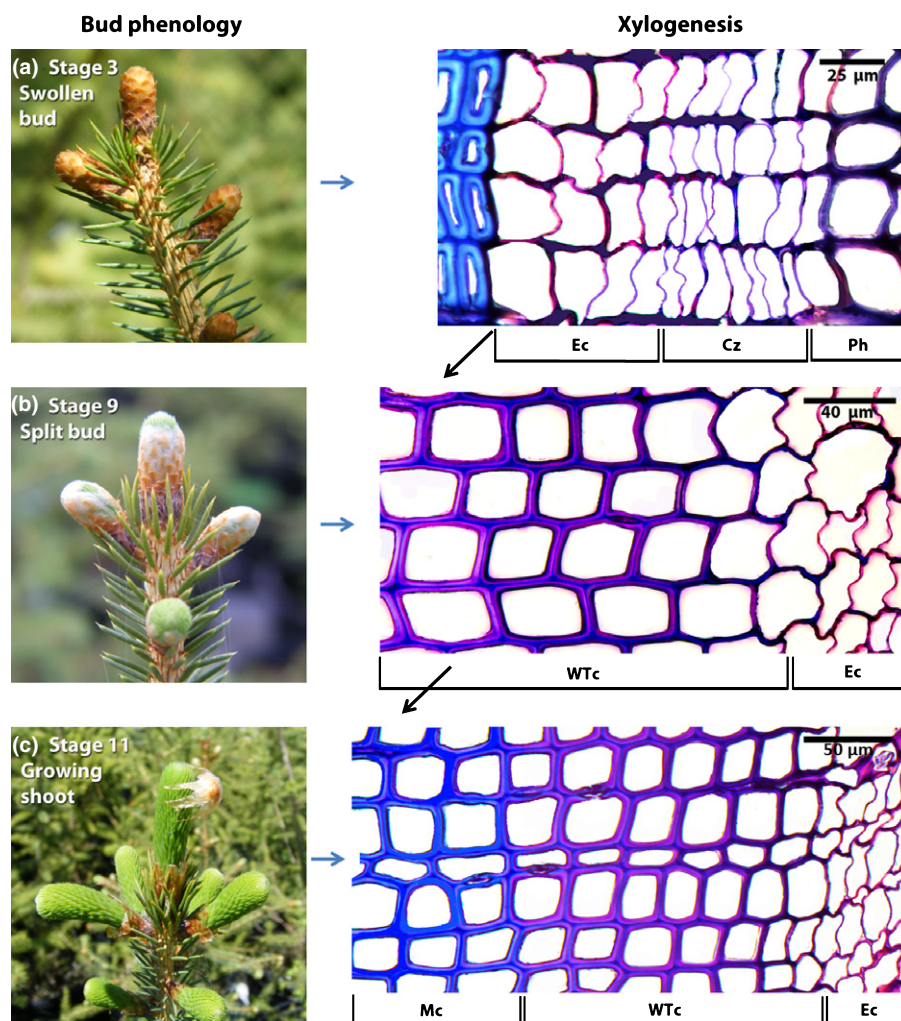 Bud phenology
Xylogenesis
(a) Stage 3
Swollen
bud
25 µm
Ec
Cz
Ph
(b) Stage 9
Split bud
40 µm
WTc
Ec
(c) Stage 11
Growing
shoot
50 µm
Mc
WTc
Ec